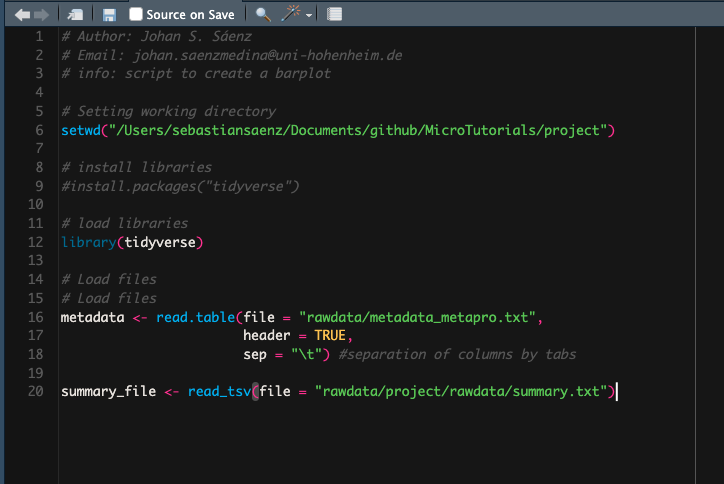 Source on Save
1 # Author: Johan S. Sáenz
2 # Email: johan.saenzmedina@uni-hohenheim.de
3 # info: script to create a barplot
4
5 # Setting working directory
6 setwd("/Users/sebastiansaenz/Documents/github/MicroTutorials/project")
7
8 # install libraries
9 #install.packages("tidyverse")
10
11 # load libraries
12 library(tidyverse)
13
14 # Load files
15 # Load files
16 metadata <- read.table(file = "rawdata/metadata_metapro.txt",
17 header = TRUE,
18 sep = "\t") #separation of columns by tabs
19
20 summary_file <- read_tsv(file = "rawdata/project/rawdata/summary.txt")